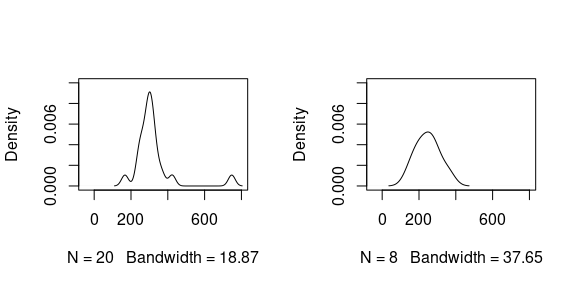 Density
0.006
0.000
0 200 600
N = 20 Bandwidth = 18.87
Density
0.006
0.000
0 200 600
N = 8 Bandwidth = 37.65